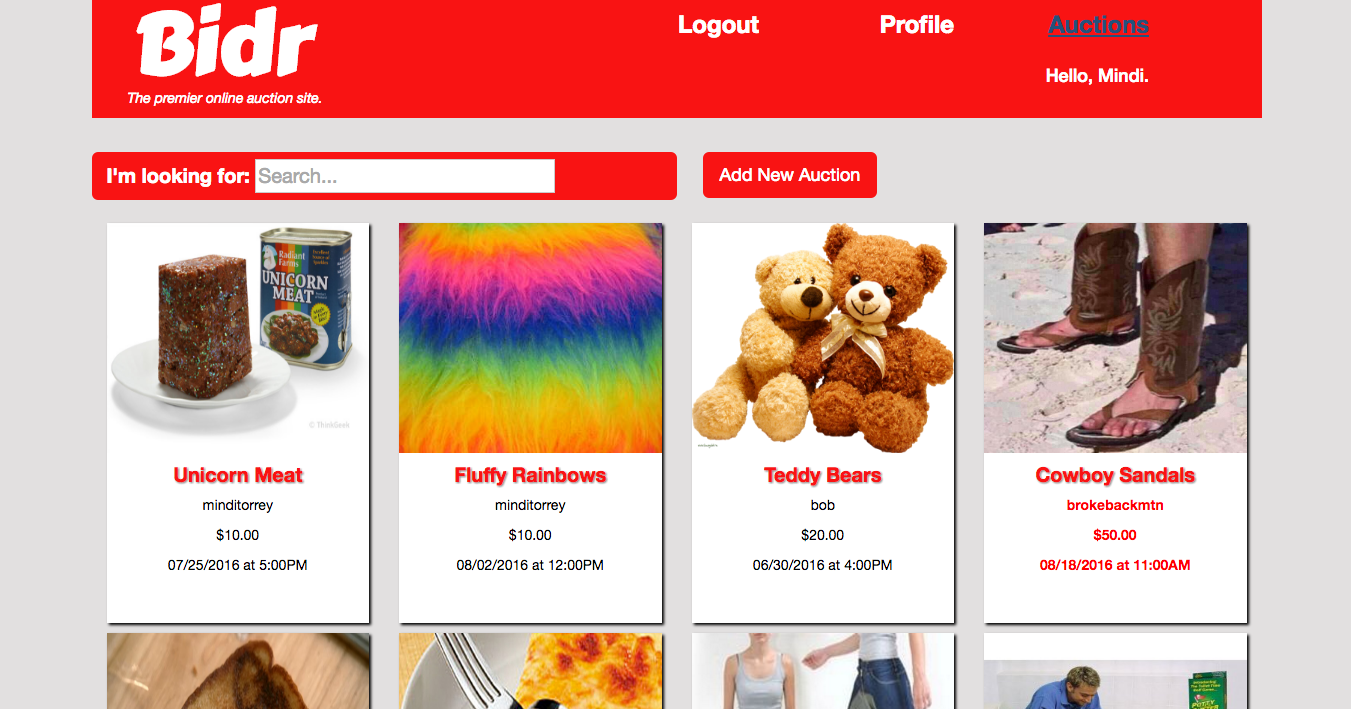 Bidr
The premier online auction site.
Logout
Profile
Auctions
Hello, Mindi.
I'm looking for:
Search...
Add New Auction
Radiant
Farms
UNICORN
MEAT
© ThinkGeek
Unicorn Meat
minditorrey
$10.00
07/25/2016 at 5:00PM
Fluffy Rainbows
minditorrey
$10.00
08/02/2016 at 12:00PM
Teddy Bears
bob
$20.00
06/30/2016 at 4:00PM
Cowboy Sandals
brokebackmtn
$50.00
08/18/2016 at 11:00AM
POTTY